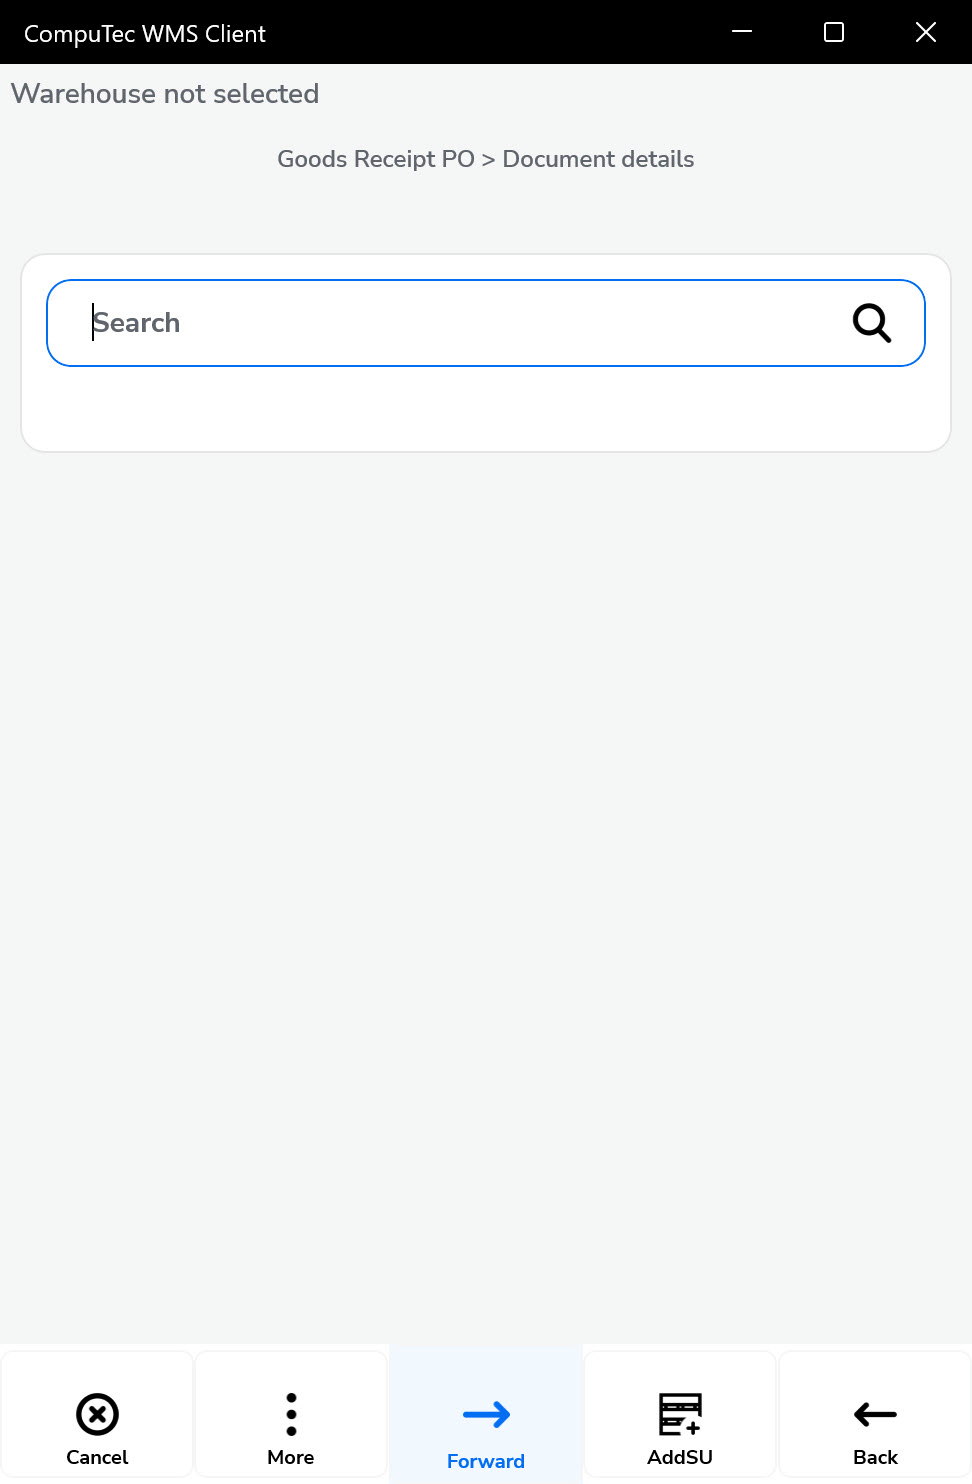 CompuTec WMS Client
Warehouse not selected
Goods Receipt PO > Document details
Search
Cancel
More
Forward
AddSU
Back